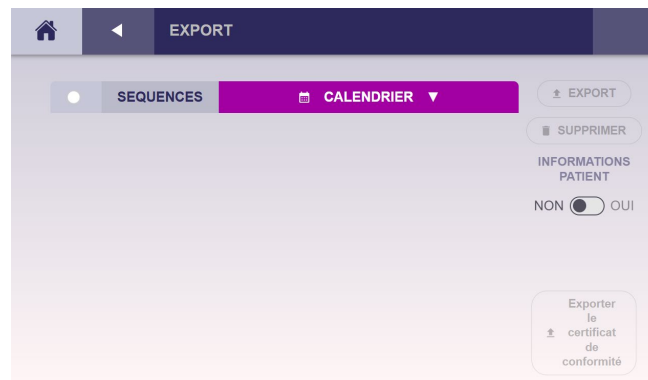 EXPORT
SEQUENCES
CALENDRIER ▼
EXPORT
SUPPRIMER
INFORMATIONS
PATIENT
NON OUI
Exporter
le
certificat
de
conformité